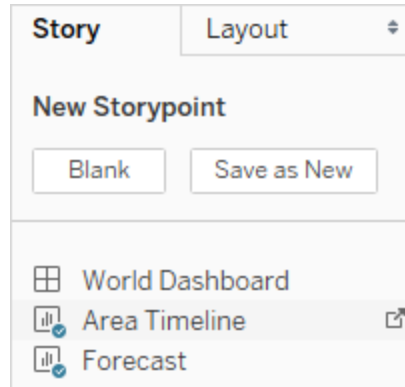 Story Layout
New Storypoint
Blank Save as New
World Dashboard
Area Timeline
Forecast